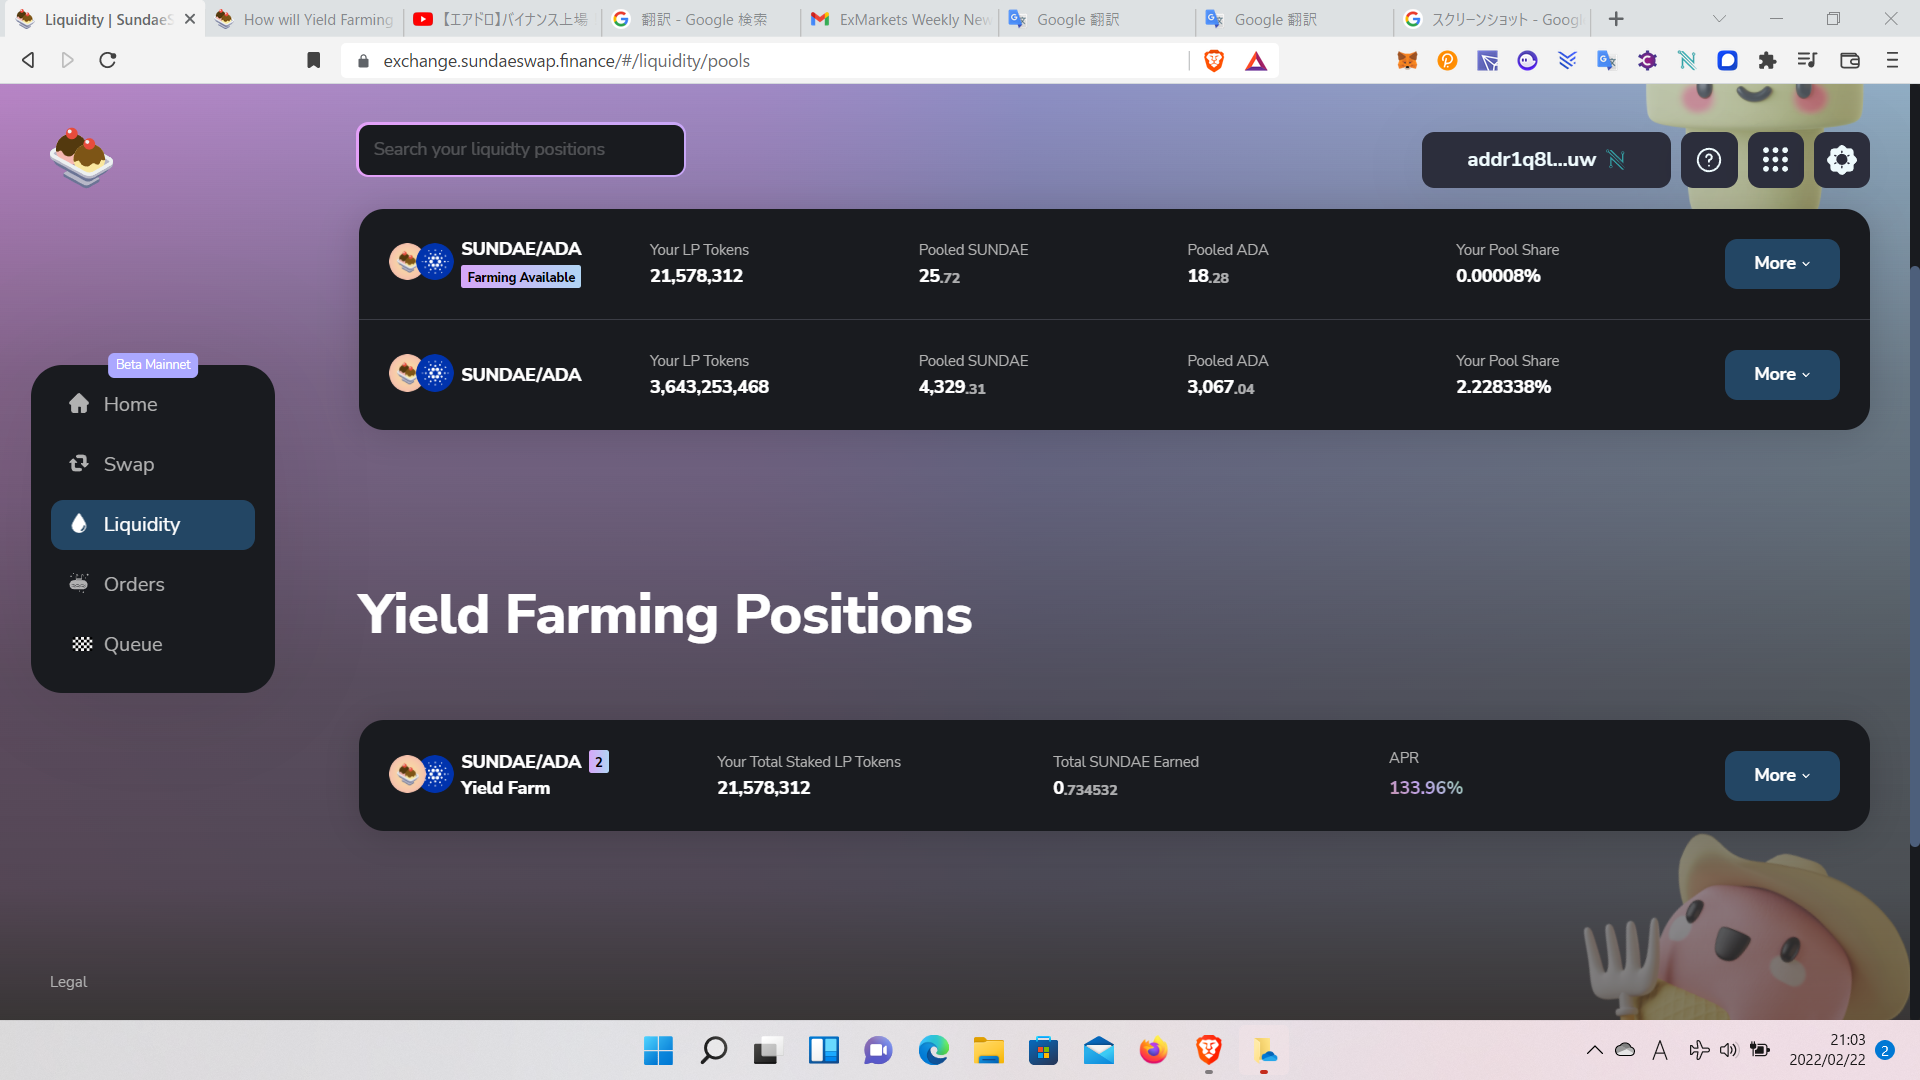 Liquidity | SundaeS
How will Yield Farming
【エアドロ】バイナンス上場
翻訳 - Google 検索
ExMarkets Weekly New
Google 翻訳
Google 翻訳
スクリーンショット - Googl
exchange.sundaeswap.finance/#/liquidity/pools
Search your liquidty positions
addr1q8l...uw
SUNDAE/ADA
Farming Available
Your LP Tokens
21,578,312
Pooled SUNDAE
25.72
Pooled ADA
18.28
Your Pool Share
0.00008%
More
SUNDAE/ADA
Your LP Tokens
3,643,253,468
Pooled SUNDAE
4,329.31
Pooled ADA
3,067.04
Your Pool Share
2.228338%
More
Beta Mainnet
Home
Swap
Liquidity
Orders
Queue
Yield Farming Positions
SUNDAE/ADA 2
Yield Farm
Your Total Staked LP Tokens
21,578,312
Total SUNDAE Earned
0.734532
APR
133.96%
More
Legal
A
21:03
2022/02/22
2